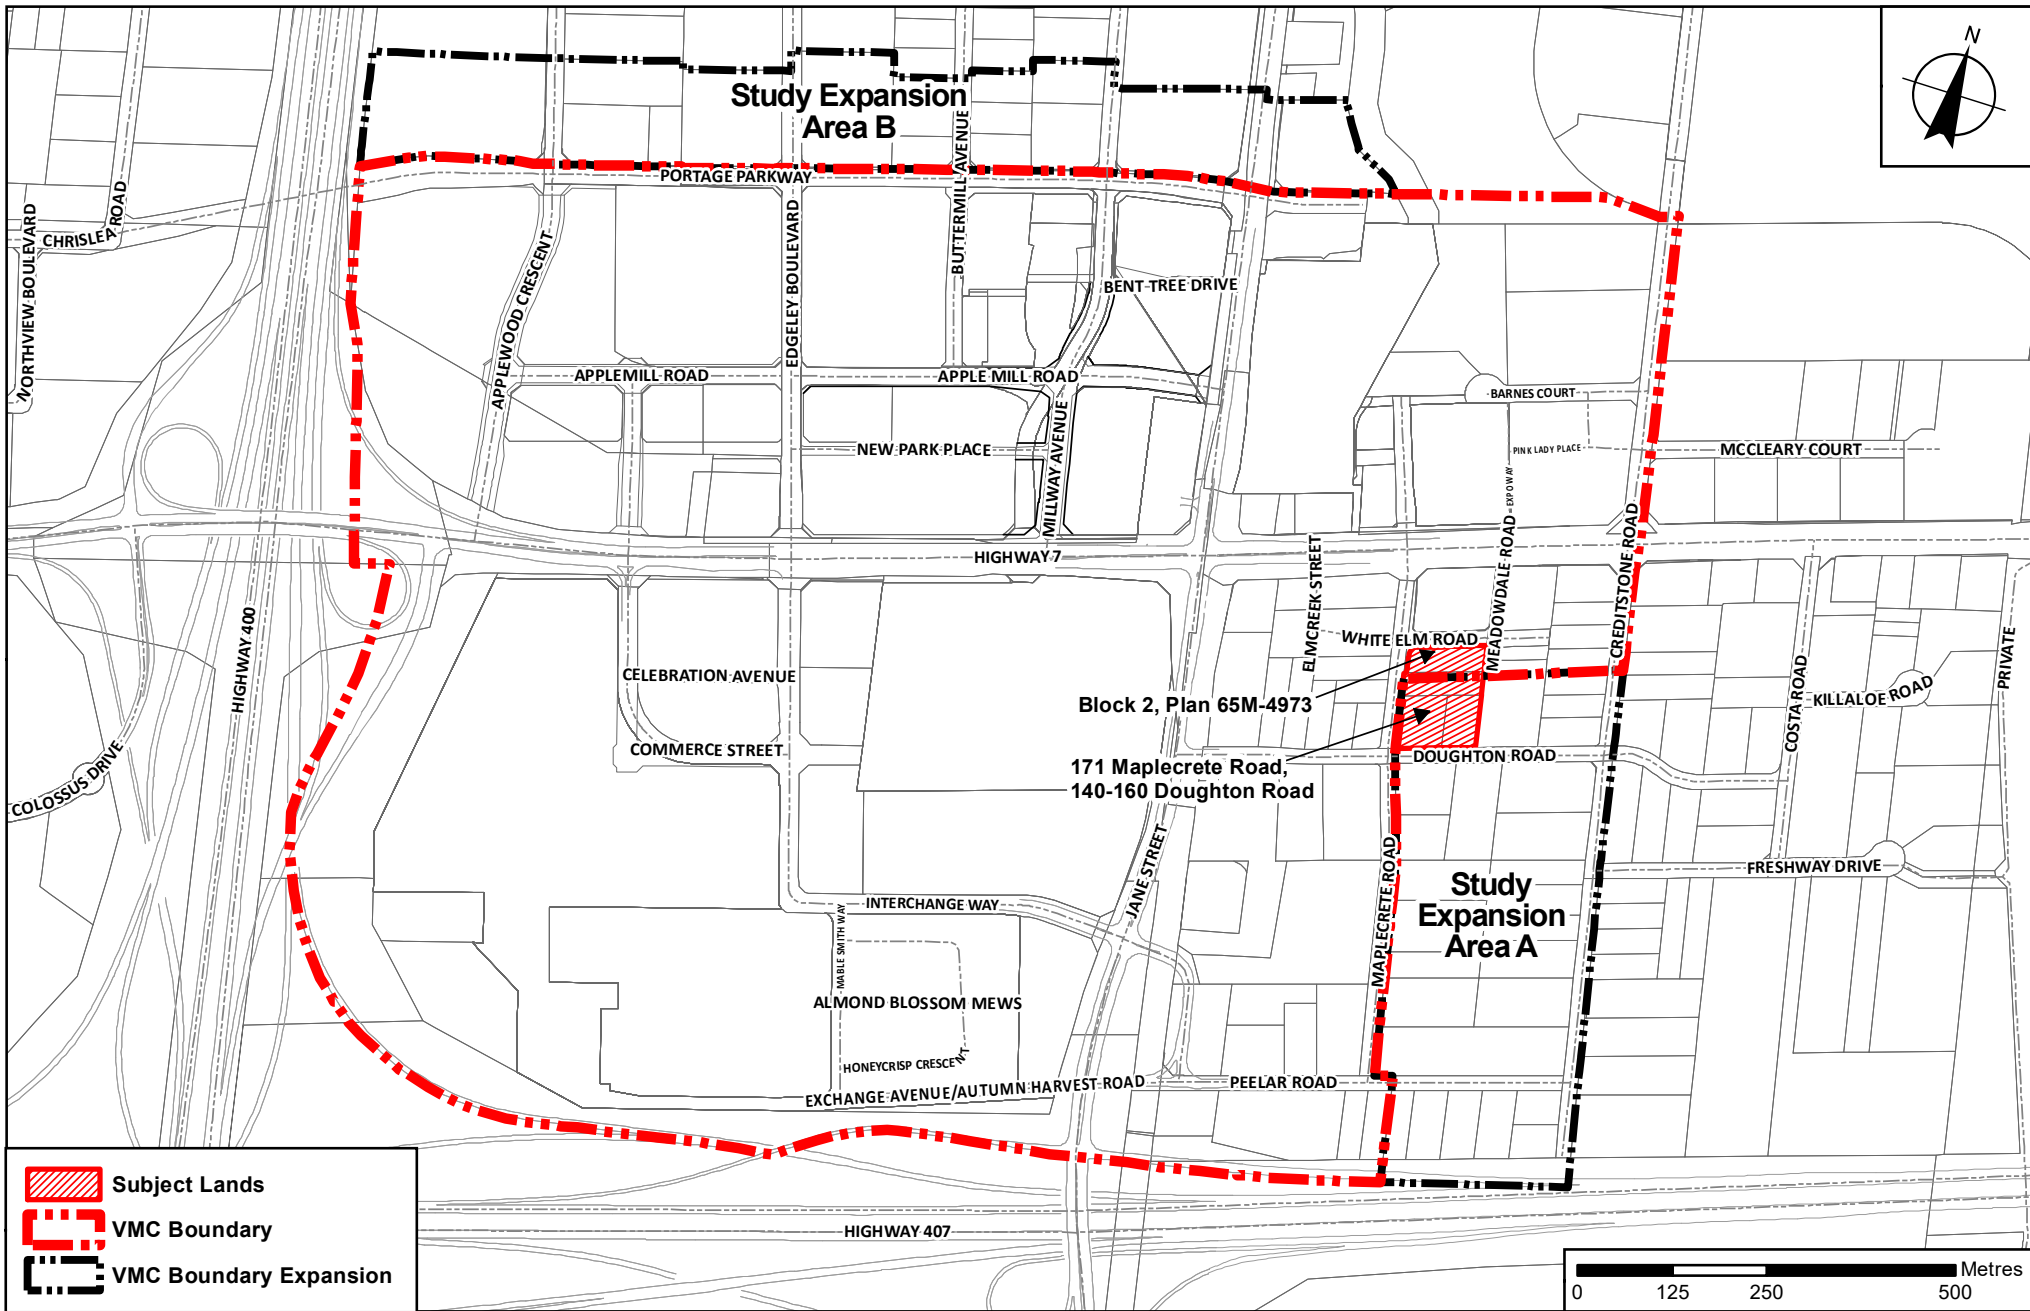 N
Study Expansion
Area B
PORTAGE PARKWAY
CHRISLEA ROAD
NORTHVIEW BOULEVARD
APPLEWOOD CRESCENT
EDGELEY BOULEVARD
BUTTERMILL AVENUE
BENT TREE DRIVE
APPLEMILL ROAD
APPLE MILL ROAD
BARNES COURT
NEW PARK PLACE
MILLWAY AVENUE
PINK LADY PLACE
EXPO WAY
MCCLEARY COURT
HIGHWAY 7
HIGHWAY 400
ELMCREEK STREET
WHITE ELM ROAD
MEADOWDALE ROAD
CREDITSTONE ROAD
CELEBRATION AVENUE
Block 2, Plan 65M-4973
COSTA ROAD
KILLALOE ROAD
PRIVATE
COLOSSUS DRIVE
COMMERCE STREET
DOUGHTON ROAD
171 Maplecrete Road,
140-160 Doughton Road
JANE STREET
MAPLECRETE ROAD
FRESHWAY DRIVE
Study
Expansion
Area A
INTERCHANGE WAY
MABLE SMITH WAY
ALMOND BLOSSOM MEWS
HONEYCRISP CRESCENT
EXCHANGE AVENUE/AUTUMN HARVEST ROAD
PEELAR ROAD
HIGHWAY 407
Subject Lands
VMC Boundary
VMC Boundary Expansion
Metres
0 125 250 500